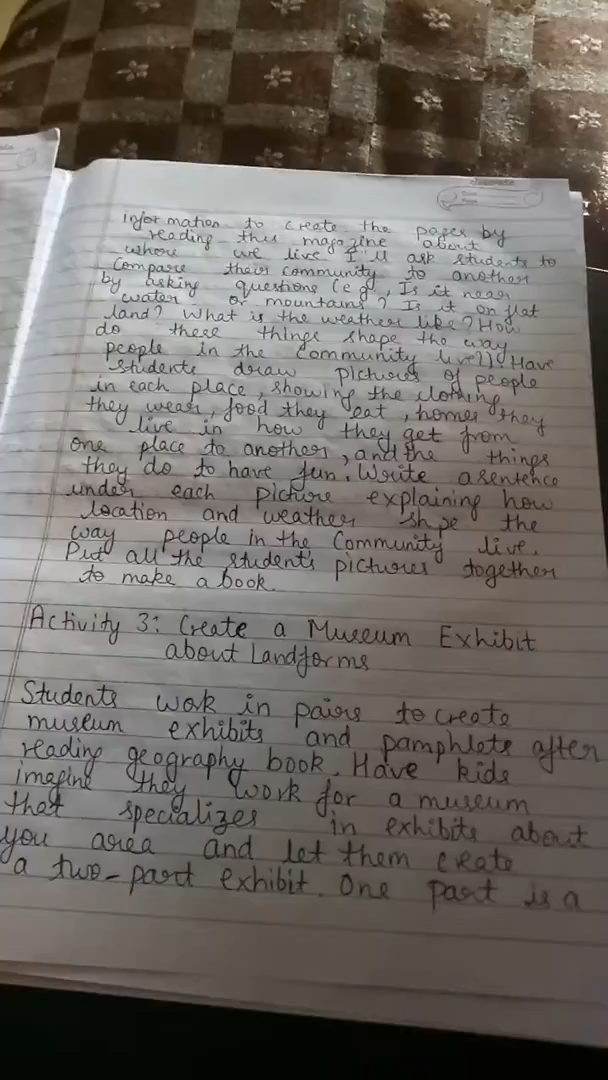 information to create the pages by
reading this magazine about
where we live I'll ask students to
Compare their community to another
by asking questions (e.g, Is it near
water or mountains? Is it on flat
land? What is the weather like? How
do these things shape the way
people in the community live)). Have
students draw pictures of people
in each place, showing the clothing
they wear, food they eat, homes they
live in how they get from
one place to another, and the things
they do to have fun. Write a sentence
under each picture explaining how
location and weather shpe the
way people in the Community live.
Put all the student's pictures together
to make a book.
Activity 3: Create a Museum Exhibit
about Landforms
Students work in pairs to create
museum exhibits and pamphlets after
reading geography book. Have kids
imagine they work for a museum
that specializes in exhibits about
you area and let them create
a two-part exhibit. One part is a